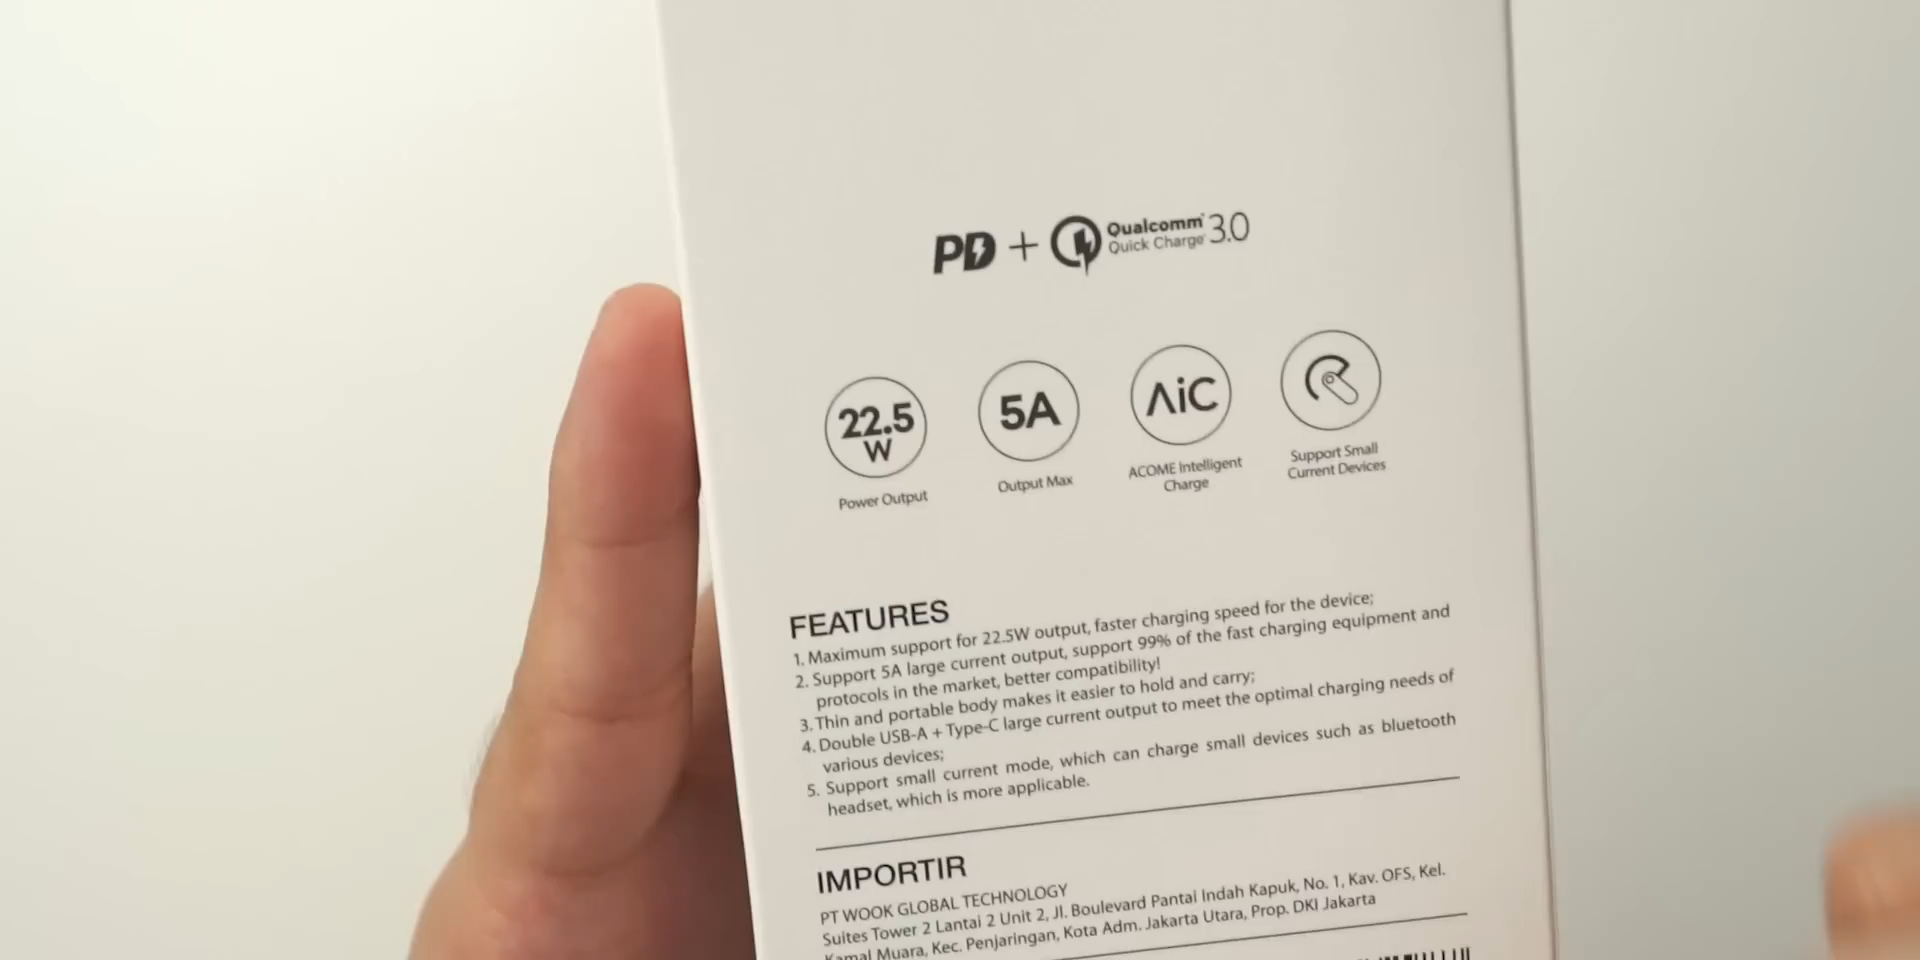 PD + Qualcomm Quick Charge 3.0
22.5 W
Power Output
5A
Output Max
AiC
ACOME Intelligent
Charge
Support Small
Current Devices
FEATURES
1. Maximum support for 22.5W output, faster charging speed for the device;
2. Support 5A large current output, support 99% of the fast charging equipment and
protocols in the market, better compatibility!
3. Thin and portable body makes it easier to hold and carry;
4. Double USB-A + Type-C large current output to meet the optimal charging needs of
various devices;
5. Support small current mode, which can charge small devices such as bluetooth
headset, which is more applicable.
IMPORTIR
PT WOOK GLOBAL TECHNOLOGY
Suites Tower 2 Lantai 2 Unit 2, Jl. Boulevard Pantai Indah Kapuk, No. 1, Kav. OFS, Kel.
Kamal Muara, Kec. Penjaringan, Kota Adm. Jakarta Utara, Prop. DKI Jakarta